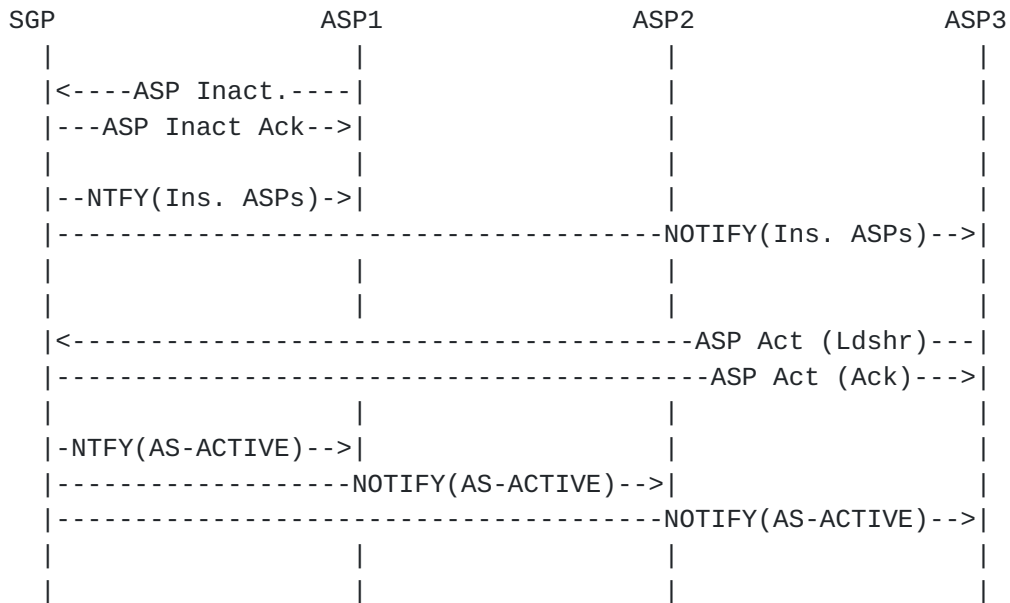 SGP                 ASP1                ASP2                ASP3
  |                   |                   |                   |
  |<----ASP Inact.----|                   |                   |
  |---ASP Inact Ack-->|                   |                   |
  |                   |                   |                   |
  |--NTFY(Ins. ASPs)->|                   |                   |
  |---------------------------------------NOTIFY(Ins. ASPs)-->|
  |                   |                   |                   |
  |                   |                   |                   |
  |<----------------------------------------ASP Act (Ldshr)---|
  |------------------------------------------ASP Act (Ack)--->|
  |                   |                   |                   |
  |-NTFY(AS-ACTIVE)-->|                   |                   |
  |-------------------NOTIFY(AS-ACTIVE)-->|                   |
  |---------------------------------------NOTIFY(AS-ACTIVE)-->|
  |                   |                   |                   |
  |                   |                   |                   |